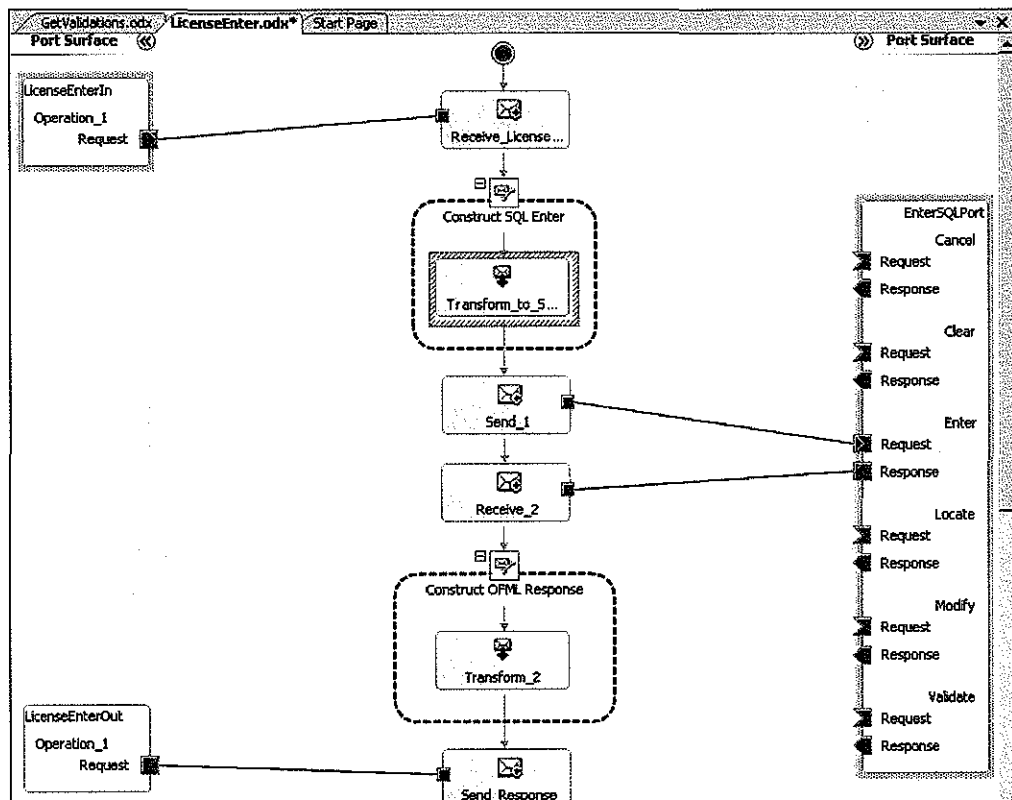 GetValidations.odx LicenseEnter.odx* Start Page
Port Surface
Port Surface
LicenseEnterIn
Operation_1
Request
Receive_License...
Construct SQL Enter
Transform_to_S...
Send_1
Receive_2
Construct OFML Response
Transform_2
LicenseEnterOut
Operation_1
Request
Send_Response
EnterSQLPort
Cancel
Request
Response
Clear
Request
Response
Enter
Request
Response
Locate
Request
Response
Modify
Request
Response
Validate
Request
Response